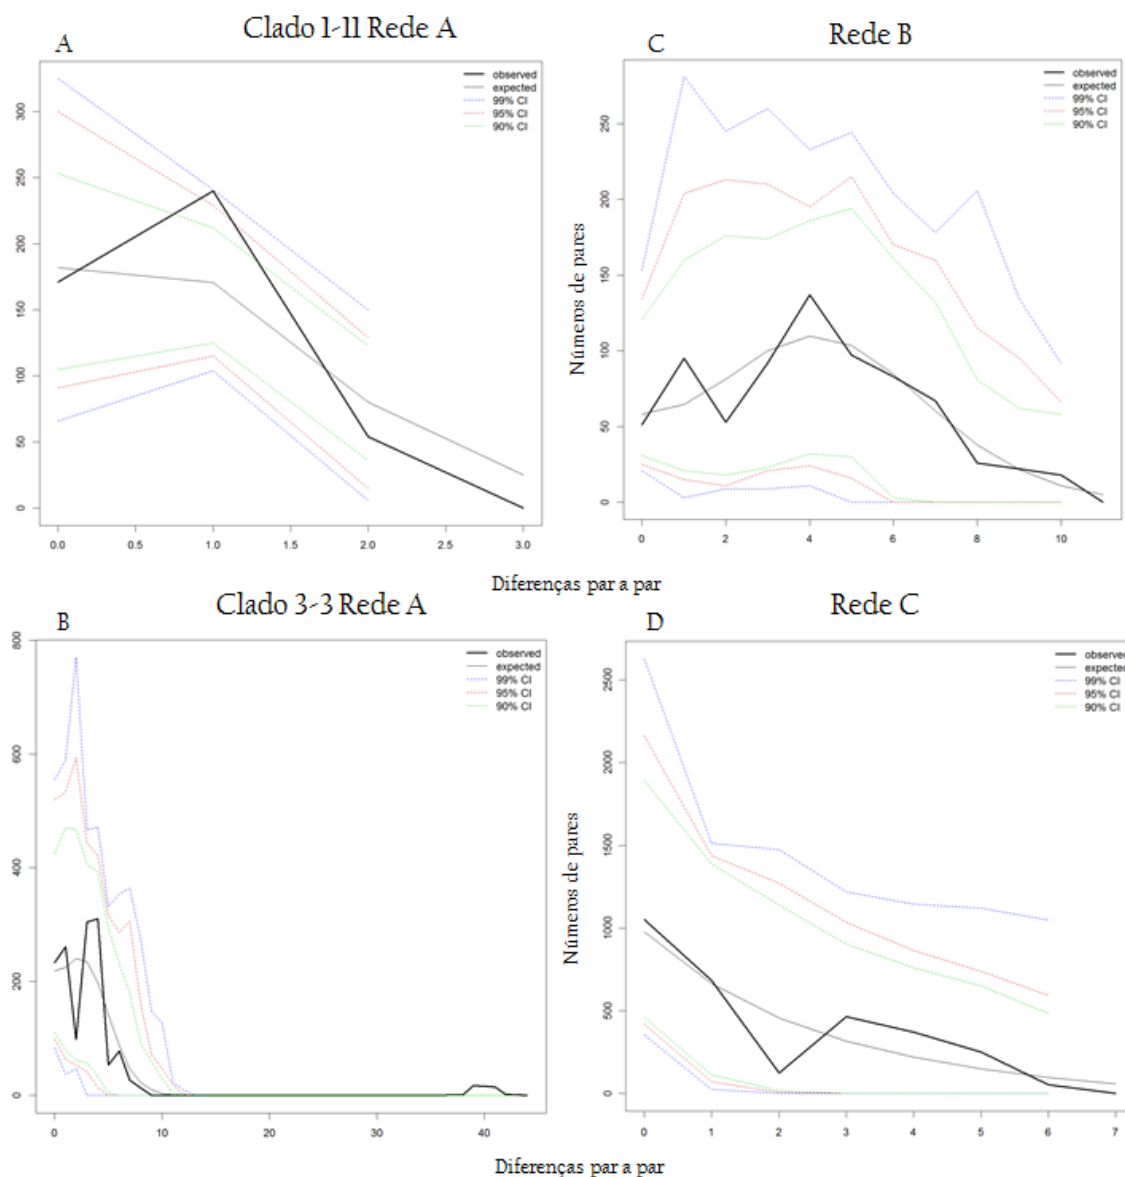 Clado 1-11 Rede A
A
observed
expected
99% CI
95% CI
90% CI
0
50
100
150
200
250
300
0.0 0.5 1.0 1.5 2.0 2.5 3.0
Rede B
C
observed
expected
99% CI
95% CI
90% CI
Números de pares
0
50
100
150
200
250
0 2 4 6 8 10
Diferenças par a par
Clado 3-3 Rede A
B
observed
expected
99% CI
95% CI
90% CI
0
200
400
600
800
0 10 20 30 40
Rede C
D
observed
expected
99% CI
95% CI
90% CI
Números de pares
0
500
1000
1500
2000
2500
0 1 2 3 4 5 6 7
Diferenças par a par